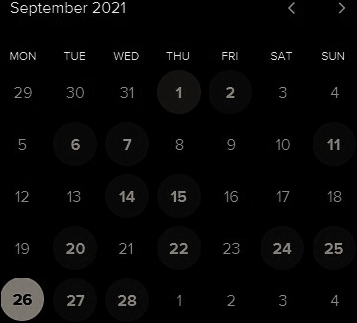 September 2021
MON TUE WED THU FRI SAT SUN
29 30 31 1 2 3 4
5 6 7 8 9 10 11
12 13 14 15 16 17 18
19 20 21 22 23 24 25
26 27 28 1 2 3 4